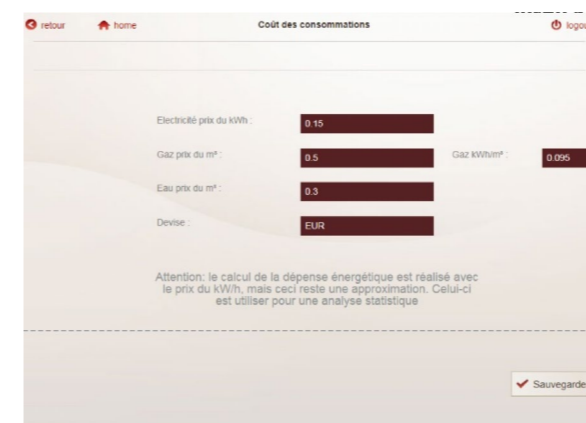 retour home Coût des consommations logou
Electricité prix du kWh : 0.15
Gaz prix du m³ : 0.5 Gaz kWh/m³ : 0.095
Eau prix du m³ : 0.3
Devise : EUR
Attention: le calcul de la dépense énergétique est réalisé avec
le prix du kW/h, mais ceci reste une approximation. Celui-ci
est utiliser pour une analyse statistique
Sauvegarde